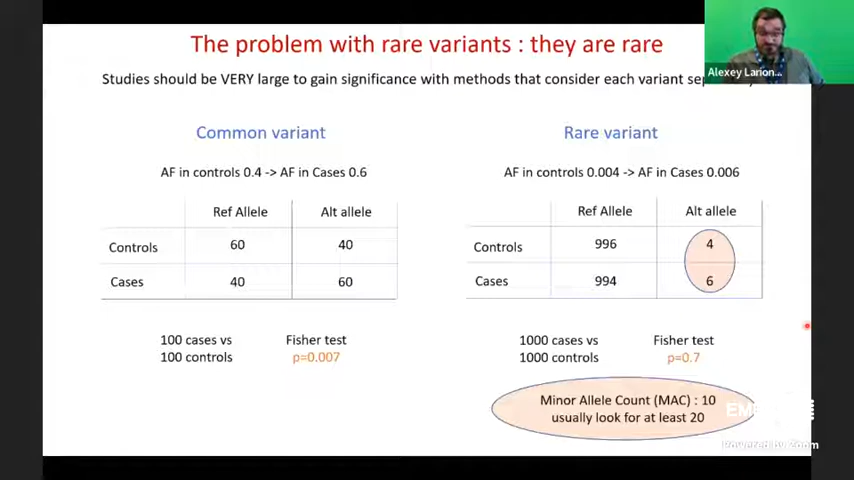 The problem with rare variants : they are rare
Alexey Larion...
Studies should be VERY large to gain significance with methods that consider each variant
Common variant
AF in controls 0.4 -> AF in Cases 0.6
Ref Allele Alt allele
Controls 60 40
Cases 40 60
100 cases vs
100 controls
Fisher test
p=0.007
Rare variant
AF in controls 0.004 -> AF in Cases 0.006
Ref Allele Alt allele
Controls 996 4
Cases 994 6
1000 cases vs
1000 controls
Fisher test
p=0.7
Minor Allele Count (MAC) : 10
usually look for at least 20
Powered by Zoom